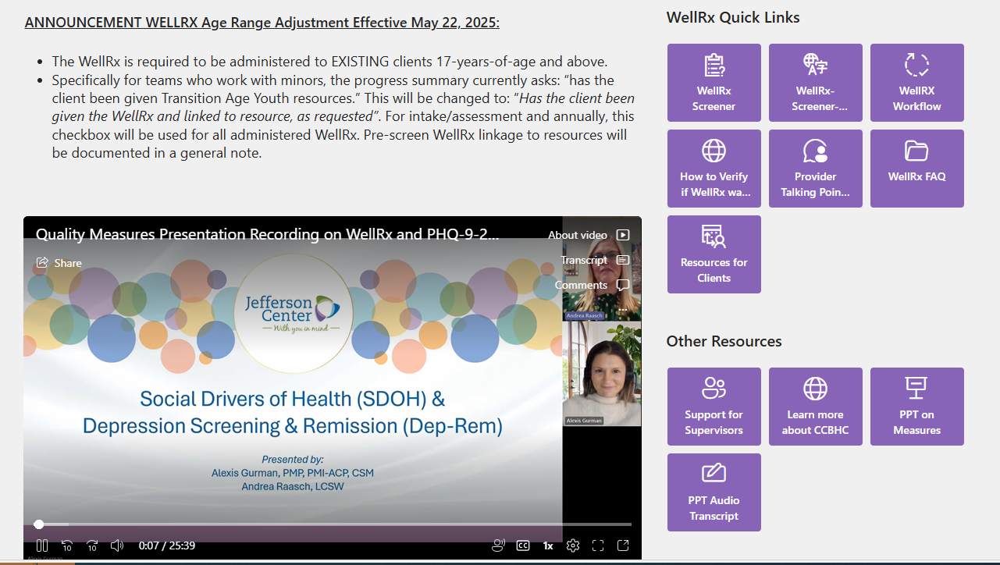 ANNOUNCEMENT WELLRX Age Range Adjustment Effective May 22, 2025:
• The WellRx is required to be administered to EXISTING clients 17-years-of-age and above.
• Specifically for teams who work with minors, the progress summary currently asks: “has the
client been given Transition Age Youth resources.” This will be changed to: “Has the client been
given the WellRx and linked to resource, as requested”. For intake/assessment and annually, this
checkbox will be used for all administered WellRx. Pre-screen WellRx linkage to resources will
be documented in a general note.
Quality Measures Presentation Recording on WellRx and PHQ-9-2...
Share
About video
Transcript
Comments
...
Jefferson
Center
With you in mind
Andrea Raasch
Alexis Gurman
Social Drivers of Health (SDOH) &
Depression Screening & Remission (Dep-Rem)
Presented by:
Alexis Gurman, PMP, PMI-ACP, CSM
Andrea Raasch, LCSW
10
10
0:07 / 25:39
CC
1x
Alexis Gurman
WellRx Quick Links
WellRx
Screener
WellRx-
Screener-...
WellRX
Workflow
How to Verify
if WellRx wa...
Provider
Talking Poin...
WellRx FAQ
Resources for
Clients
Other Resources
Support for
Supervisors
Learn more
about CCBHC
PPT on
Measures
PPT Audio
Transcript